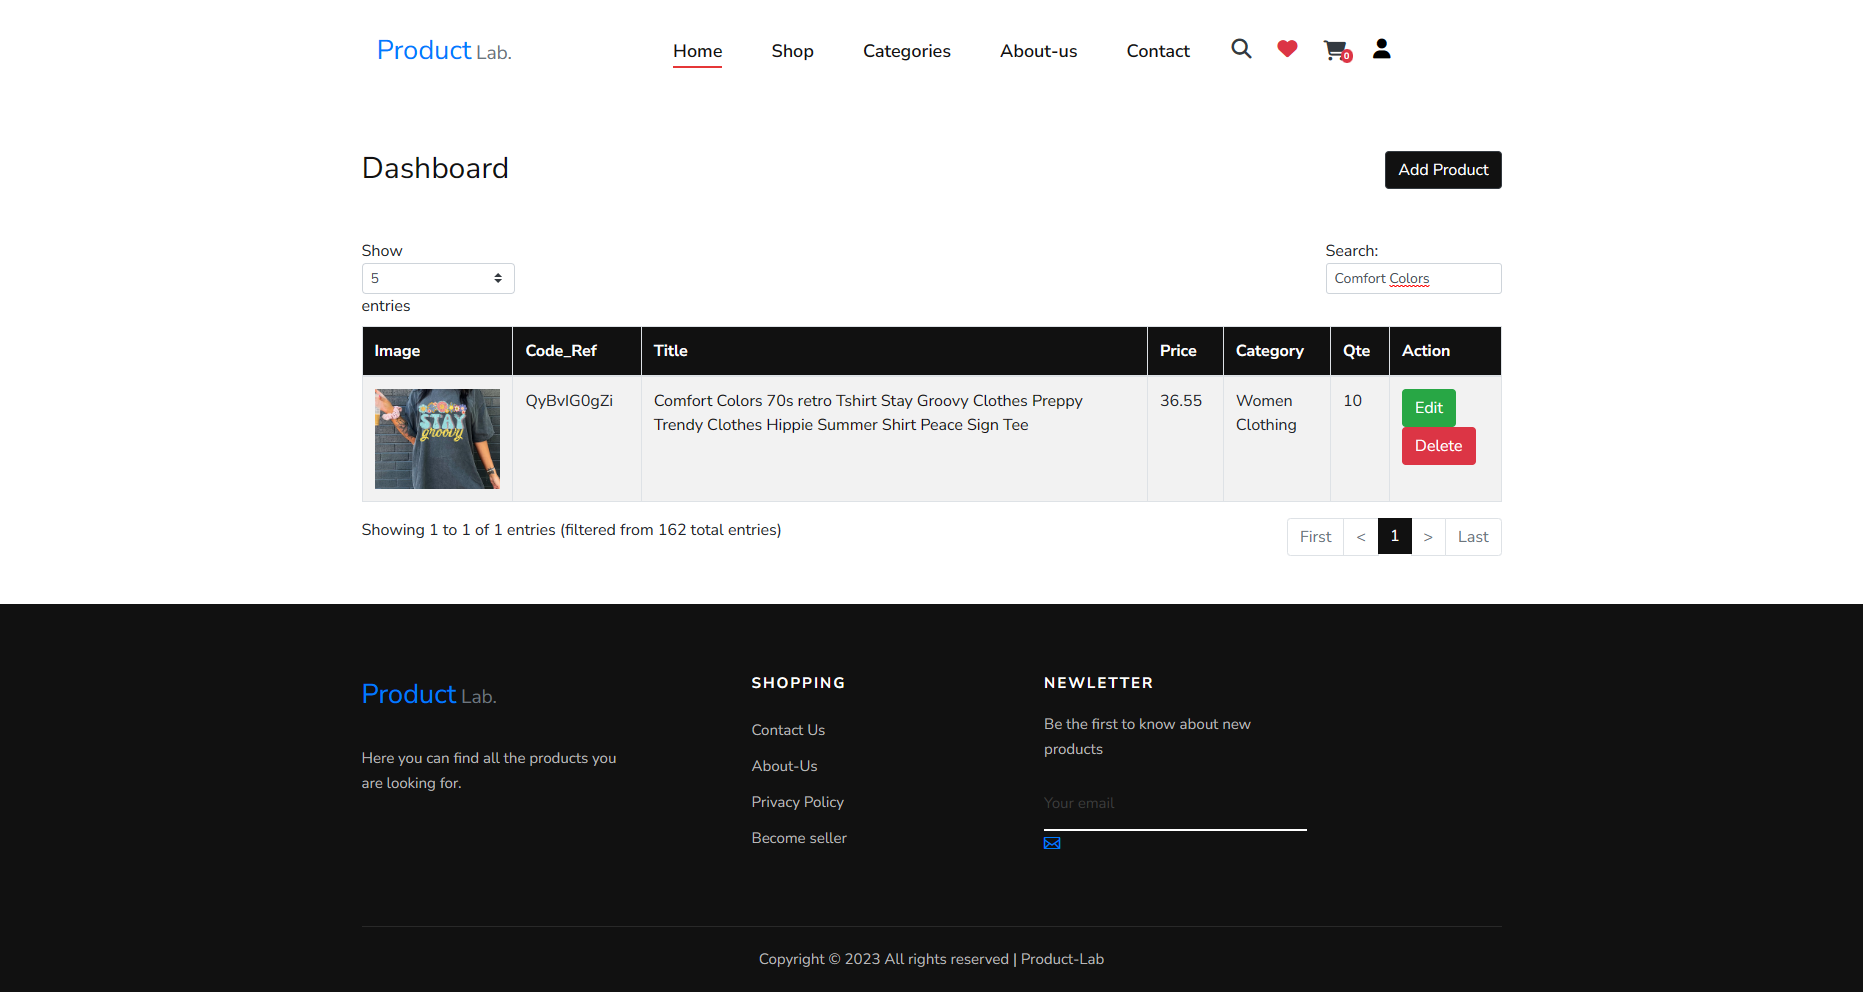 Product Lab.
Home
Shop
Categories
About-us
Contact
0
Dashboard
Add Product
Show
5
entries
Search:
Comfort Colors
Image
Code_Ref
Title
Price
Category
Qte
Action
STAY
groovy
QyBvIG0gZi
Comfort Colors 70s retro Tshirt Stay Groovy Clothes Preppy
Trendy Clothes Hippie Summer Shirt Peace Sign Tee
36.55
Women
Clothing
10
Edit
Delete
Showing 1 to 1 of 1 entries (filtered from 162 total entries)
First
<
1
>
Last
Product Lab.
Here you can find all the products you
are looking for.
SHOPPING
Contact Us
About-Us
Privacy Policy
Become seller
NEWLETTER
Be the first to know about new
products
Your email
Copyright © 2023 All rights reserved | Product-Lab